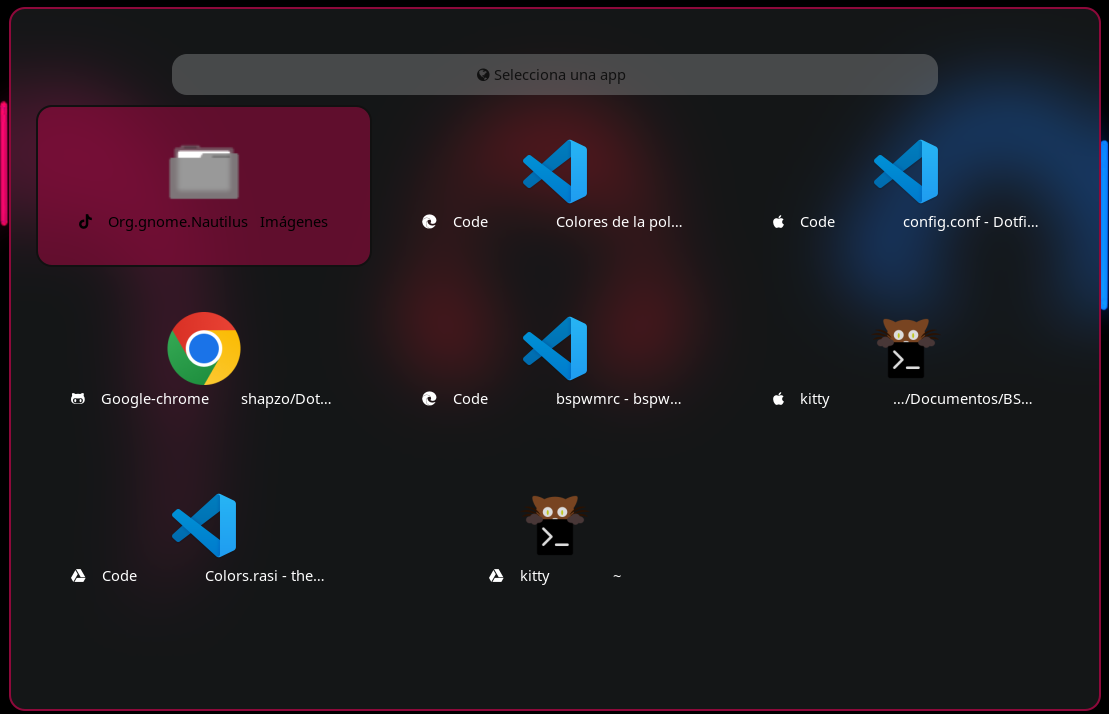 Selecciona una app
Org.gnome.Nautilus Imágenes
Code Colores de la pol...
Code config.conf - Dotfi...
Google-chrome shapzo/Dot...
Code bspwmrc - bspw...
kitty .../Documentos/BS...
Code Colors.rasi - the...
kitty ~